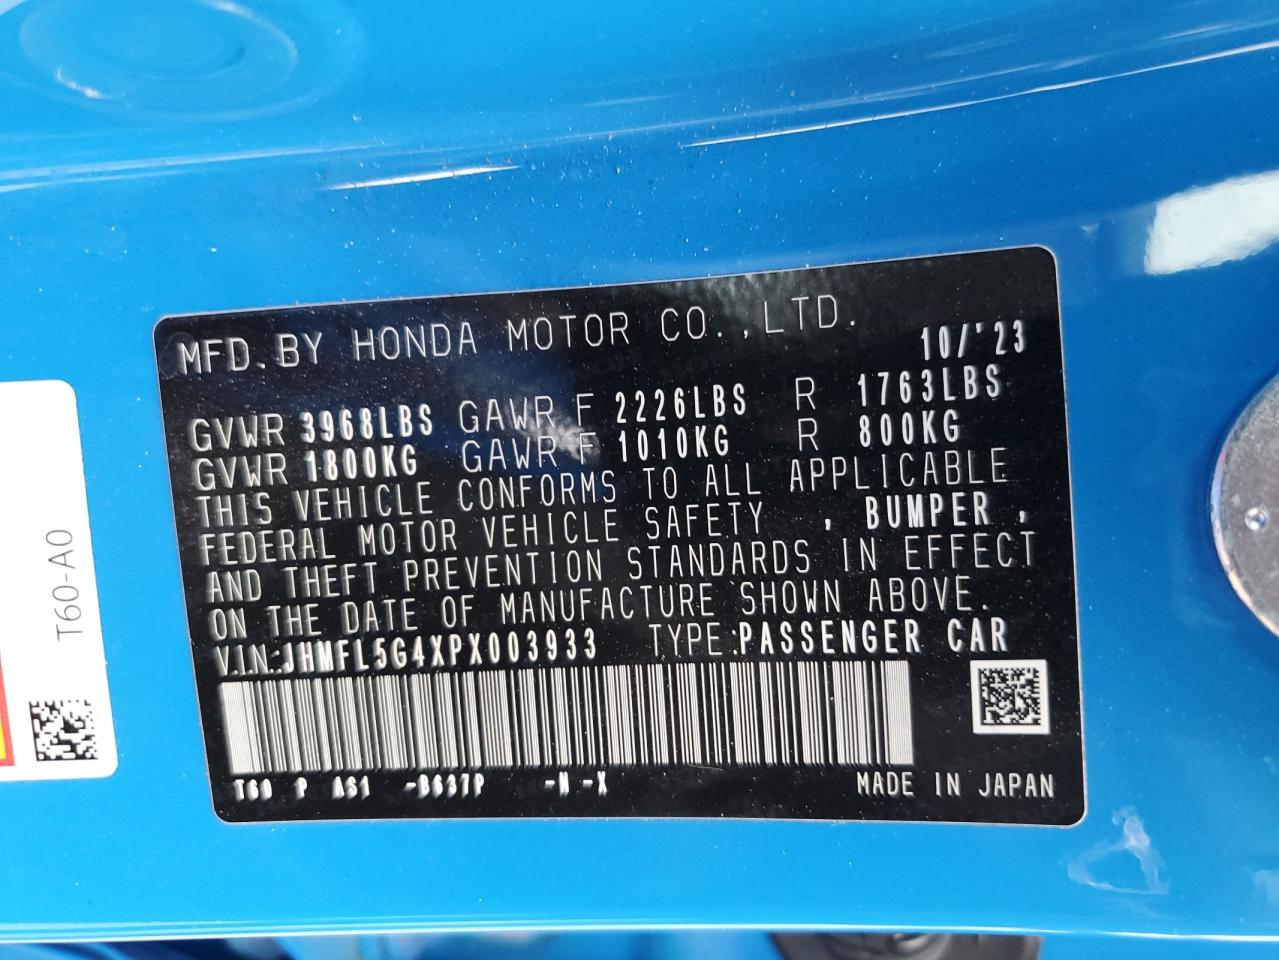 MFD.BY HONDA MOTOR CO.,LTD.
10/'23
GVWR 3968LBS GAWR F 2226LBS R 1763LBS
GVWR 1800KG GAWR F 1010KG R 800KG
THIS VEHICLE CONFORMS TO ALL APPLICABLE
FEDERAL MOTOR VEHICLE SAFETY , BUMPER ,
AND THEFT PREVENTION STANDARDS IN EFFECT
ON THE DATE OF MANUFACTURE SHOWN ABOVE.
V.I.N.:JHMFL5G4XPX003933 TYPE:PASSENGER CAR
T60 P AS1 -B637P -N -X MADE IN JAPAN
T60-A0